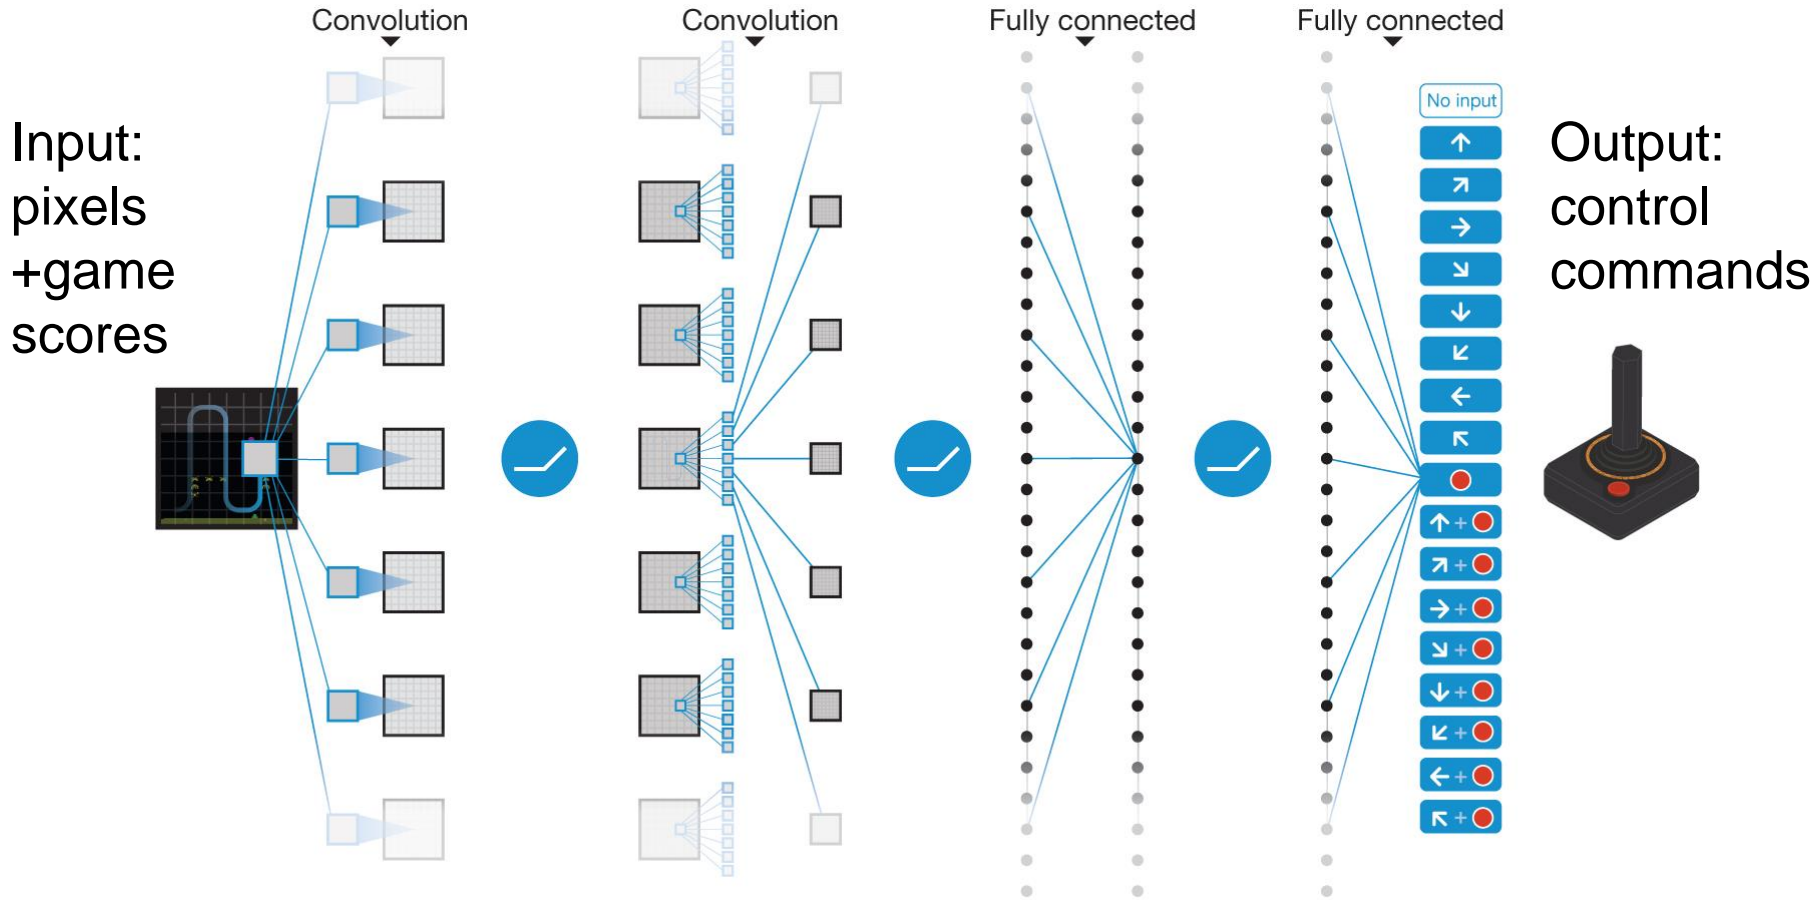 Convolution
Convolution
Fully connected
Fully connected
Input:
pixels
+game
scores
No input
↑
↗
→
↘
↓
↙
←
↖
↑ +
↗ +
→ +
↘ +
↓ +
↙ +
← +
↖ +
Output:
control
commands